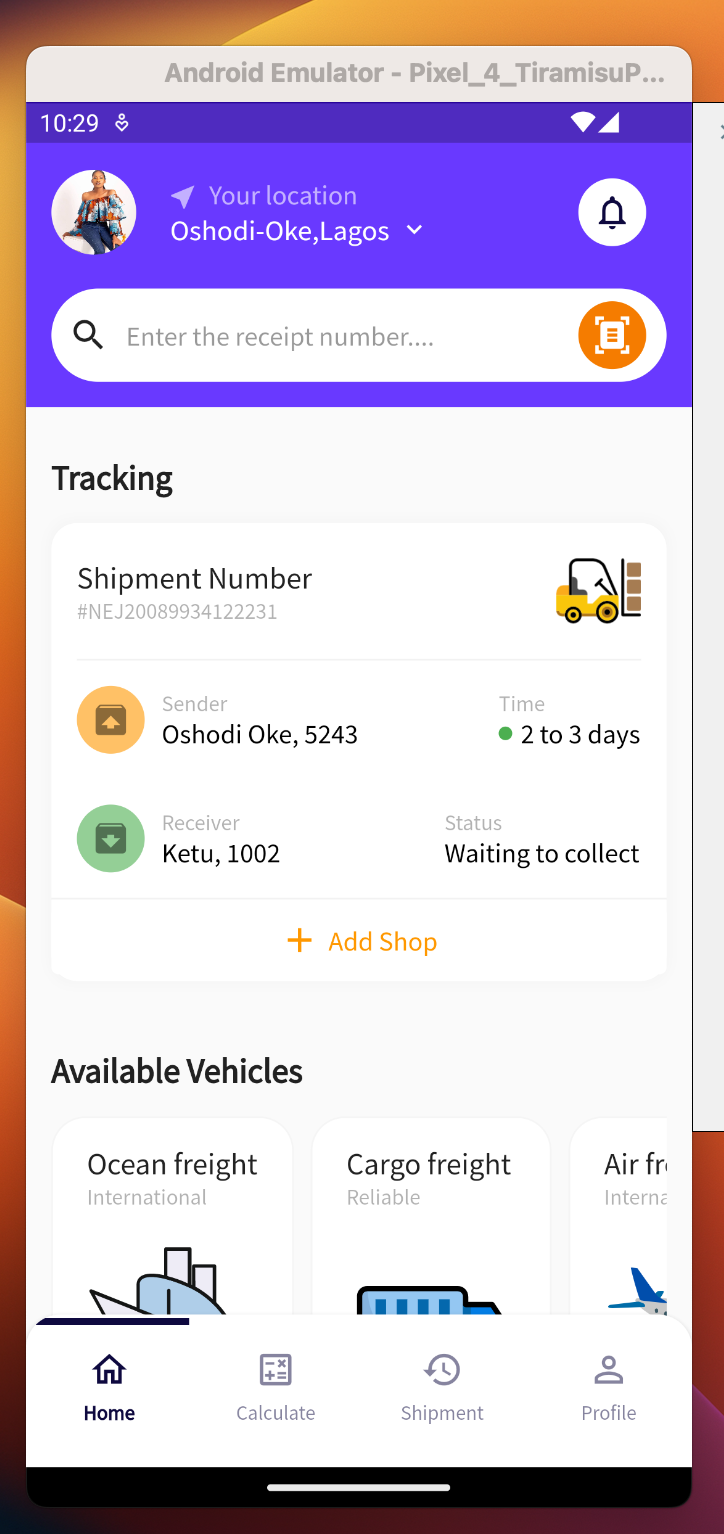 Android Emulator - Pixel_4_TiramisuP...
10:29
Your location
Oshodi-Oke,Lagos
Enter the receipt number....
Tracking
Shipment Number
#NEJ20089934122231
Sender
Time
Oshodi Oke, 5243
2 to 3 days
Receiver
Status
Ketu, 1002
Waiting to collect
+ Add Shop
Available Vehicles
Ocean freight
International
Cargo freight
Reliable
Air fr
Interna
Home
Calculate
Shipment
Profile